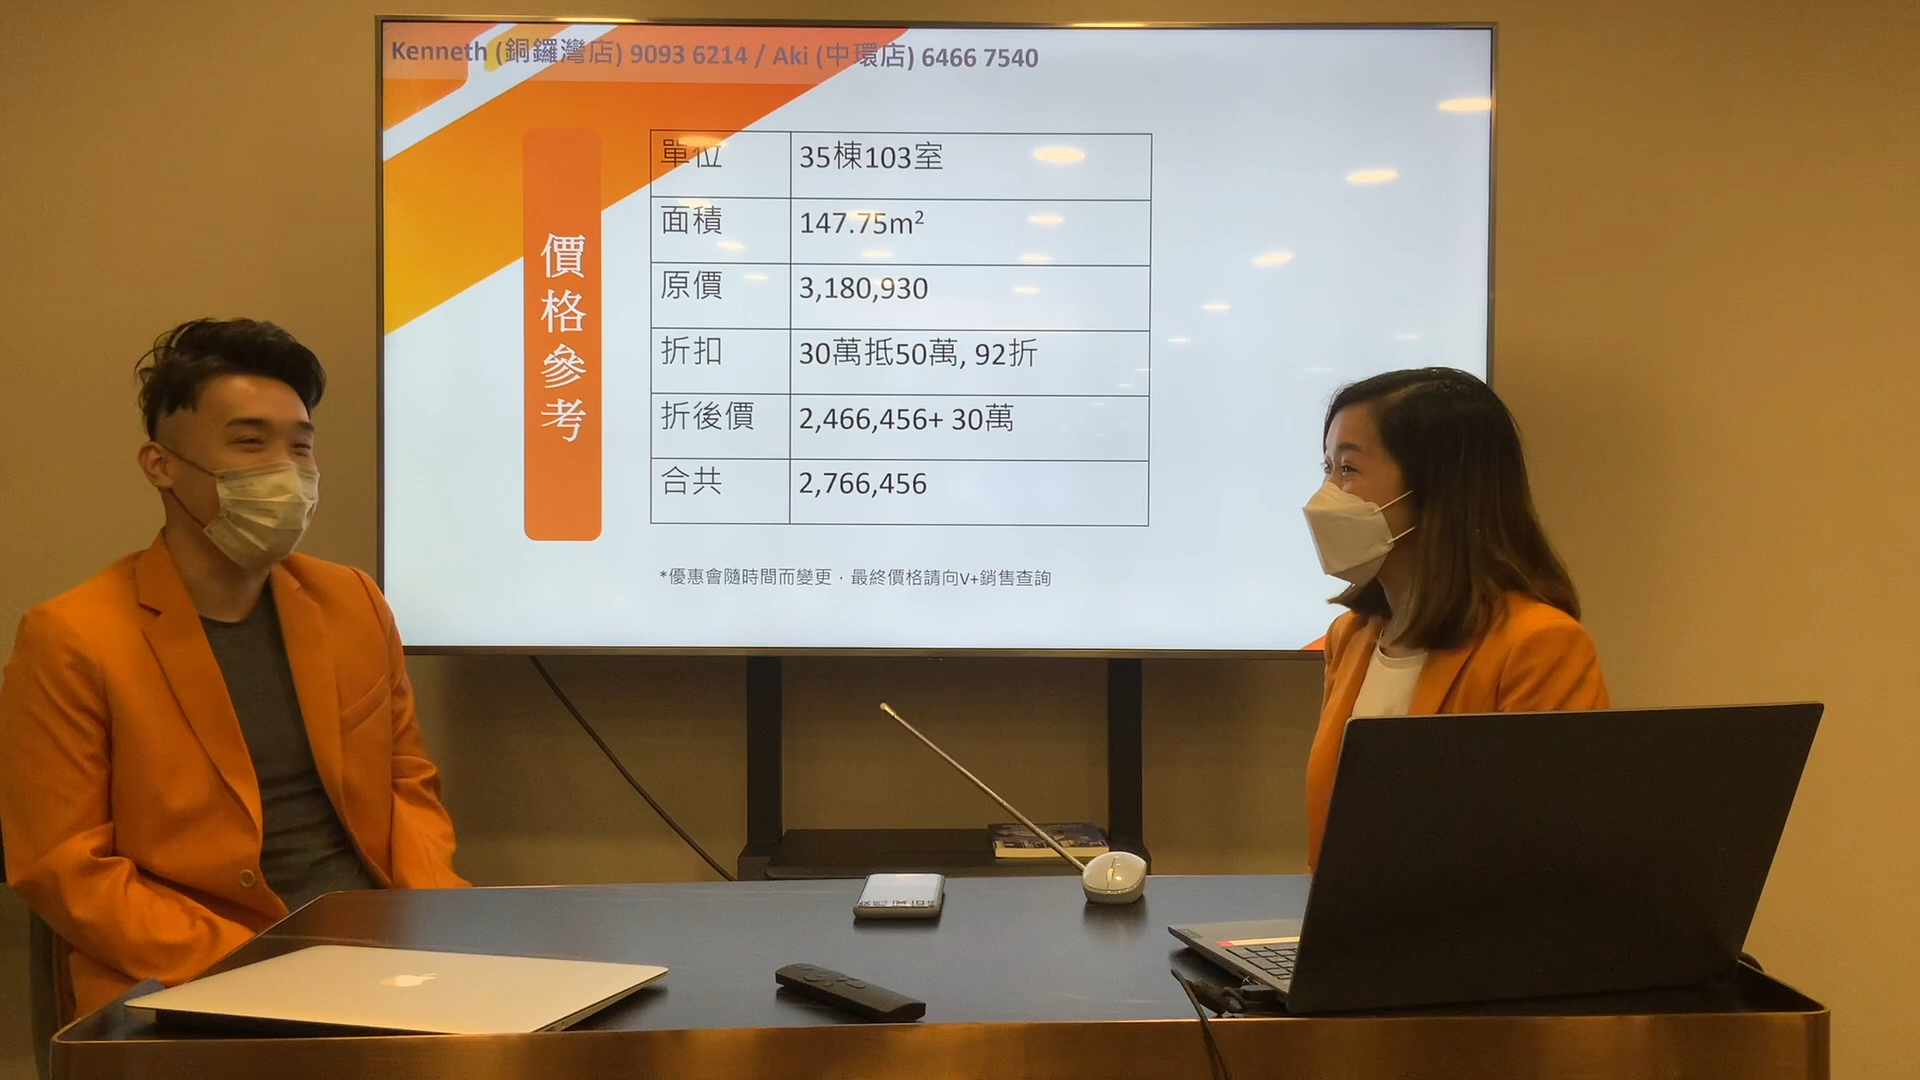 Kenneth (銅鑼灣店) 9093 6214 / Aki (中環店) 6466 7540
價格參考
單位 35棟103室
面積 147.75m²
原價 3,180,930
折扣 30萬抵50萬, 92折
折後價 2,466,456+ 30萬
合共 2,766,456
*優惠會隨時間而變更，最終價格請向V+銷售查詢